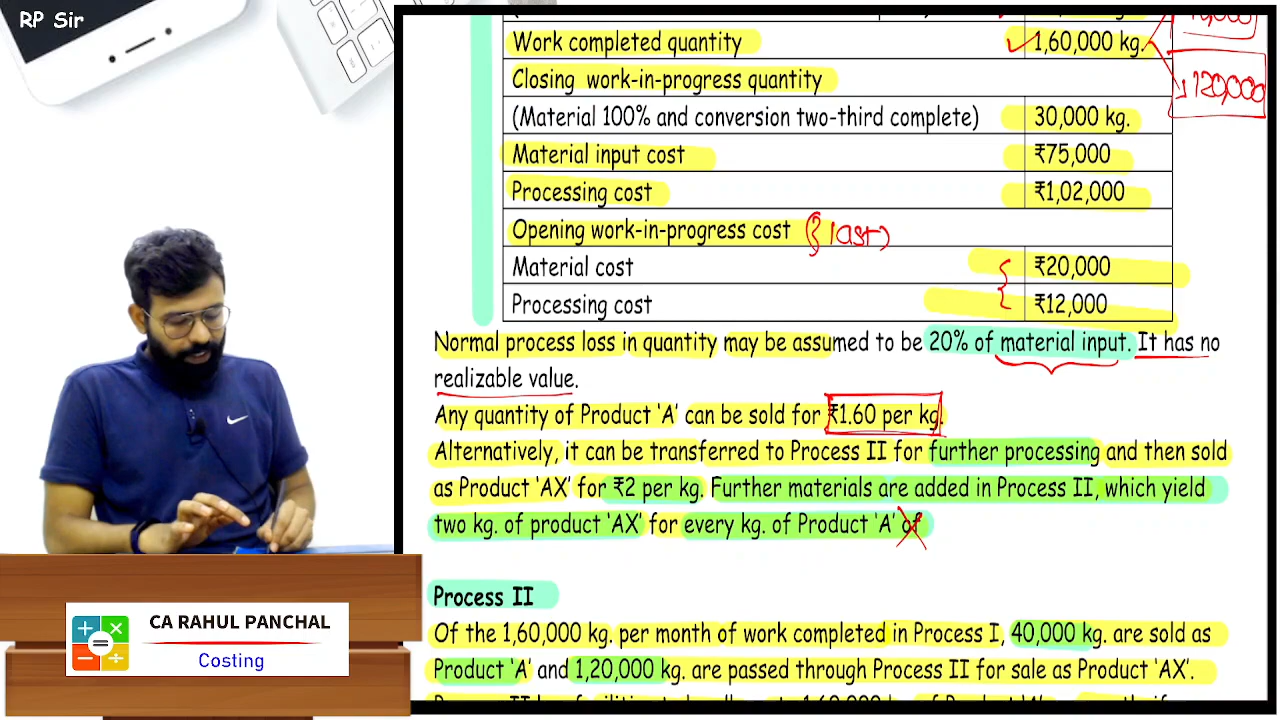 RP Sir
Work completed quantity 1,60,000 kg.
Closing work-in-progress quantity
120,000
(Material 100% and conversion two-third complete) 30,000 kg.
Material input cost ₹75,000
Processing cost ₹1,02,000
Opening work-in-progress cost
Material cost ₹20,000
Processing cost ₹12,000
Normal process loss in quantity may be assumed to be 20% of material input. It has no
realizable value.
Any quantity of Product ‘A’ can be sold for ₹1.60 per kg.
Alternatively, it can be transferred to Process II for further processing and then sold
as Product ‘AX’ for ₹2 per kg. Further materials are added in Process II, which yield
two kg. of product ‘AX’ for every kg. of Product ‘A’ of
Process II
Of the 1,60,000 kg. per month of work completed in Process I, 40,000 kg. are sold as
Product ‘A’ and 1,20,000 kg. are passed through Process II for sale as Product ‘AX’.
CA RAHUL PANCHAL
Costing